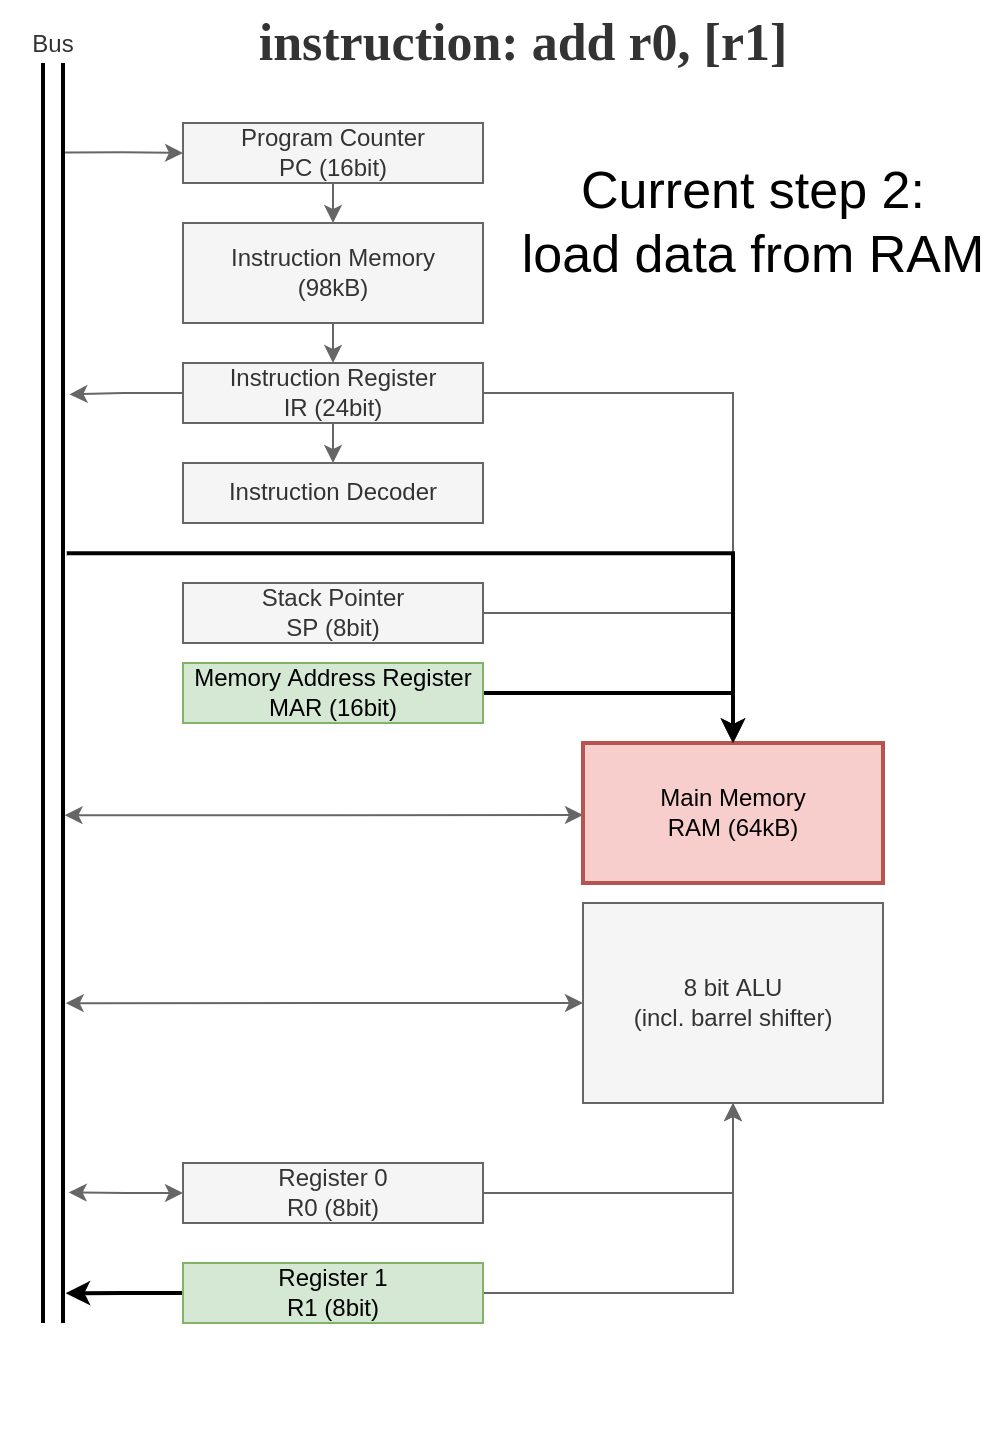 Bus
instruction: add r0, [r1]
Program Counter
PC (16bit)
Current step 2:
load data from RAM
Instruction Memory
(98kB)
Instruction Register
IR (24bit)
Instruction Decoder
Stack Pointer
SP (8bit)
Memory Address Register
MAR (16bit)
Main Memory
RAM (64kB)
8 bit ALU
(incl. barrel shifter)
Register 0
R0 (8bit)
Register 1
R1 (8bit)